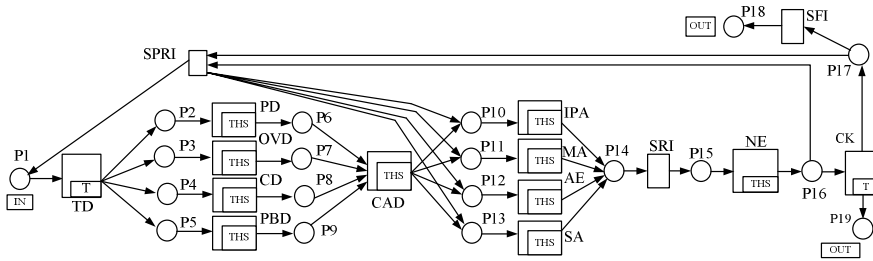 P18
SFI
OUT
SPRI
P17
P2
PD
P6
P10
IPA
THS
THS
OVD
P1
P3
P7
P11
MA
P14
SRI
P15
NE
CK
THS
THS
THS
T
CD
P8
P12
AE
THS
P16
T
IN
TD
P4
THS
CAD
THS
P5
PBD
P9
P13
SA
P19
THS
THS
OUT